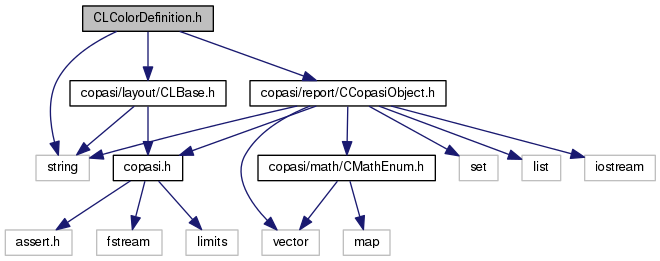 CLColorDefinition.h
copasi/layout/CLBase.h
copasi/report/CCopasiObject.h
string
copasi.h
copasi/math/CMathEnum.h
set
list
iostream
assert.h
fstream
limits
vector
map